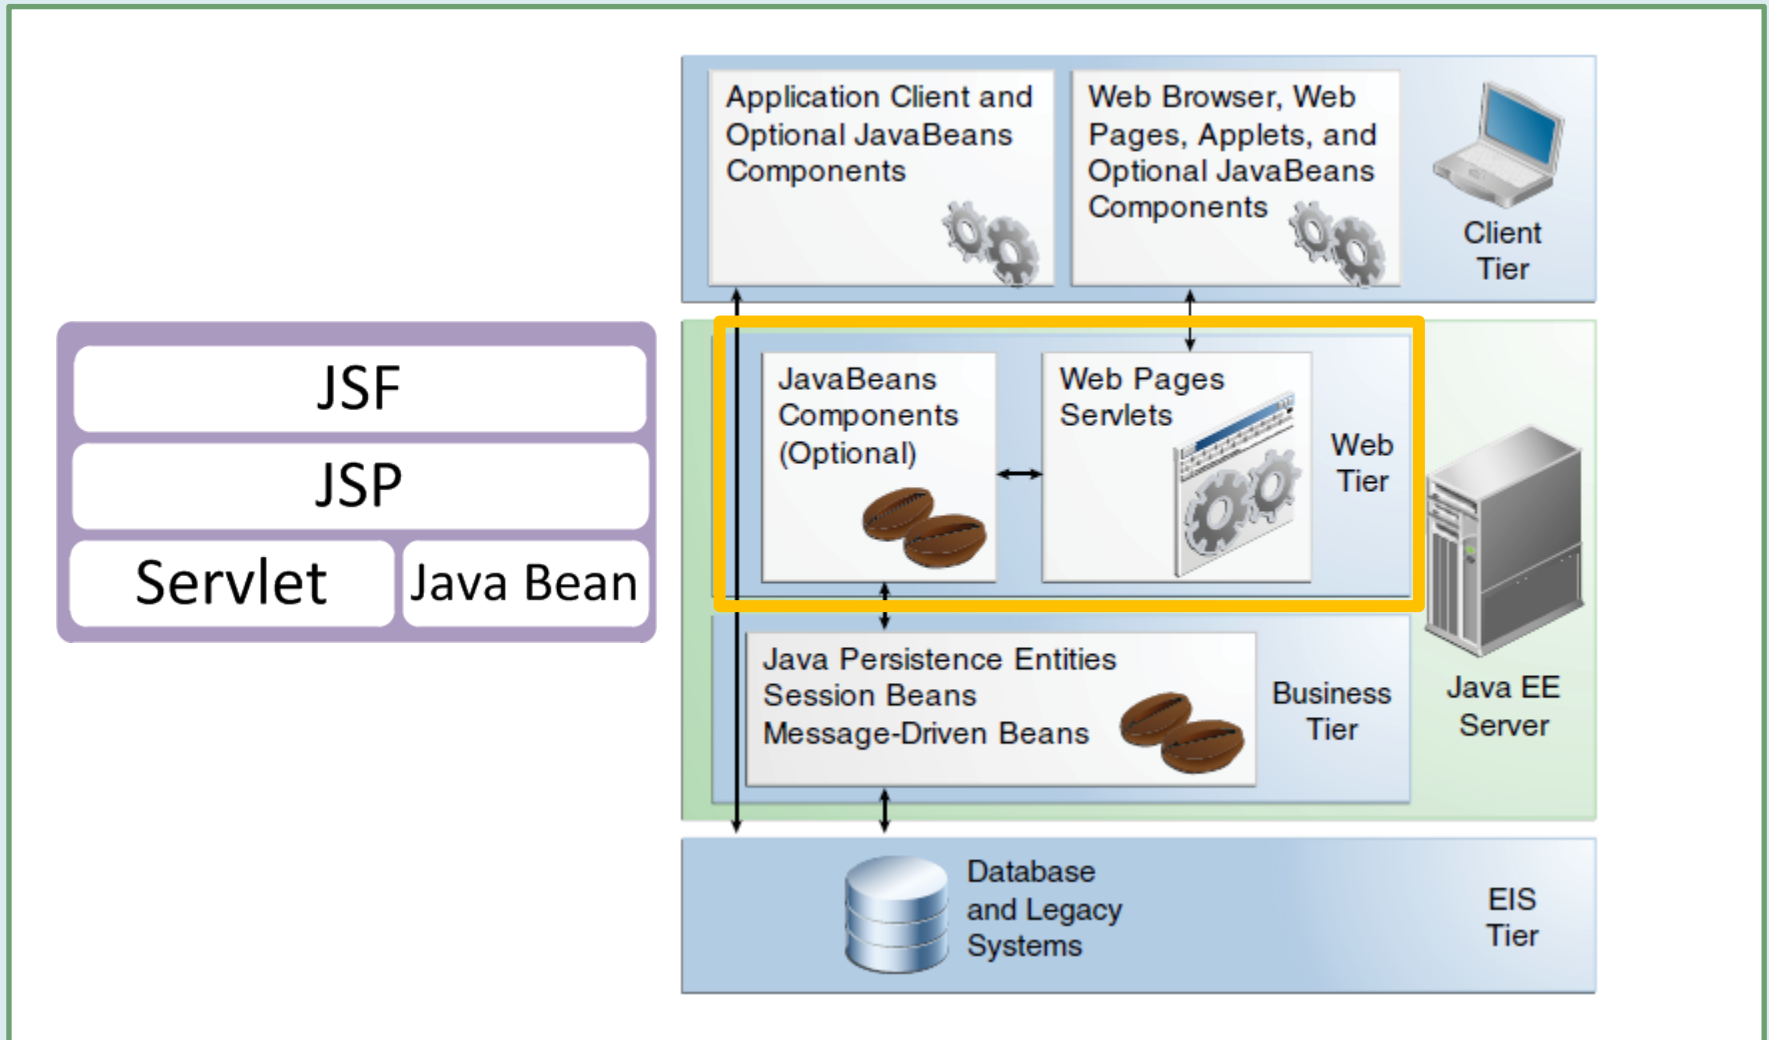 Application Client and
Optional JavaBeans
Components
Web Browser, Web
Pages, Applets, and
Optional JavaBeans
Components
Client
Tier
JSF
JSP
Servlet
Java Bean
JavaBeans
Components
(Optional)
Web Pages
Servlets
Web
Tier
Java Persistence Entities
Session Beans
Message-Driven Beans
Business
Tier
Java EE
Server
Database
and Legacy
Systems
EIS
Tier